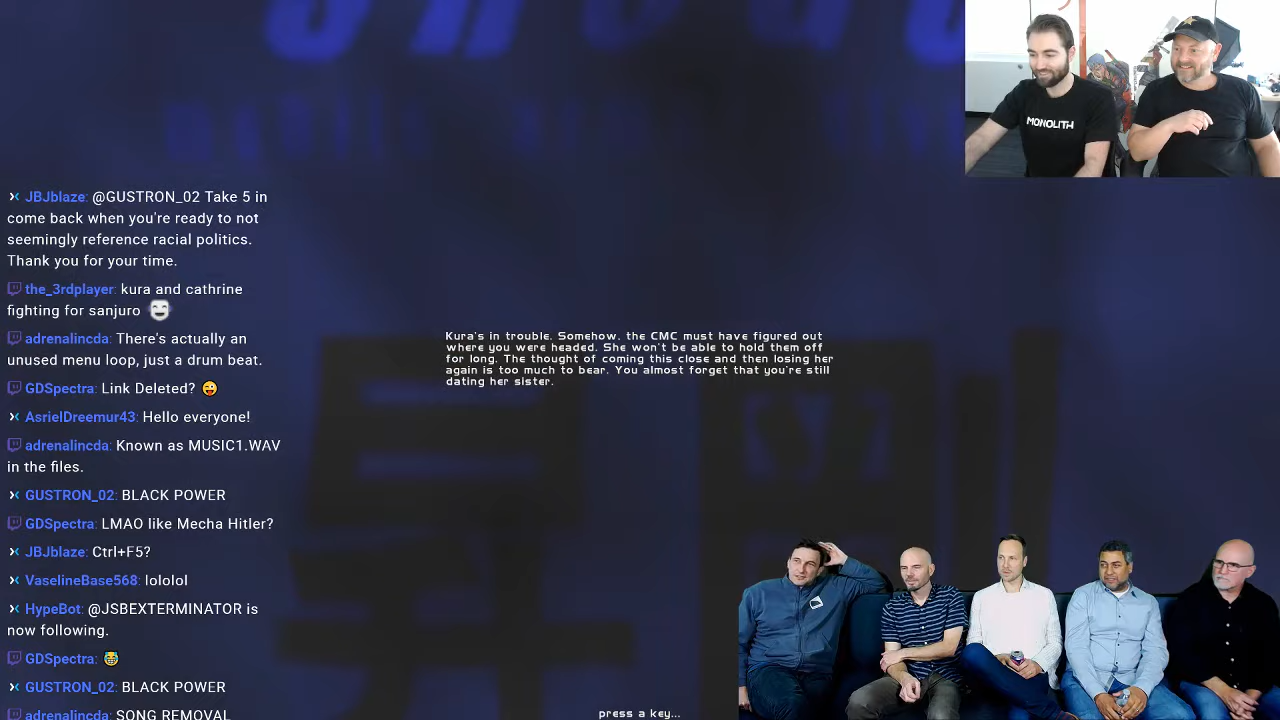 JBJblaze: @GUSTRON_02 Take 5 in
come back when you're ready to not
seemingly reference racial politics.
Thank you for your time.
the_3rdplayer: kura and cathrine
fighting for sanjuro
adrenalincda: There's actually an
unused menu loop, just a drum beat.
GDSpectra: Link Deleted? 😜
AsrielDreemur43: Hello everyone!
adrenalincda: Known as MUSIC1.WAV
in the files.
GUSTRON_02: BLACK POWER
GDSpectra: LMAO like Mecha Hitler?
JBJblaze: Ctrl+F5?
VaselineBase568: lololol
HypeBot: @JSBEXTERMINATOR is
now following.
GDSpectra: 😂
GUSTRON_02: BLACK POWER
adrenalincda: SONG REMOVAL
Kura's in trouble. Somehow, the CMC must have figured out
where you were headed. She won't be able to hold them off
for long. The thought of coming this close and then losing her
again is too much to bear. You almost forget that you're still
dating her sister.
press a key...
MONOLITH